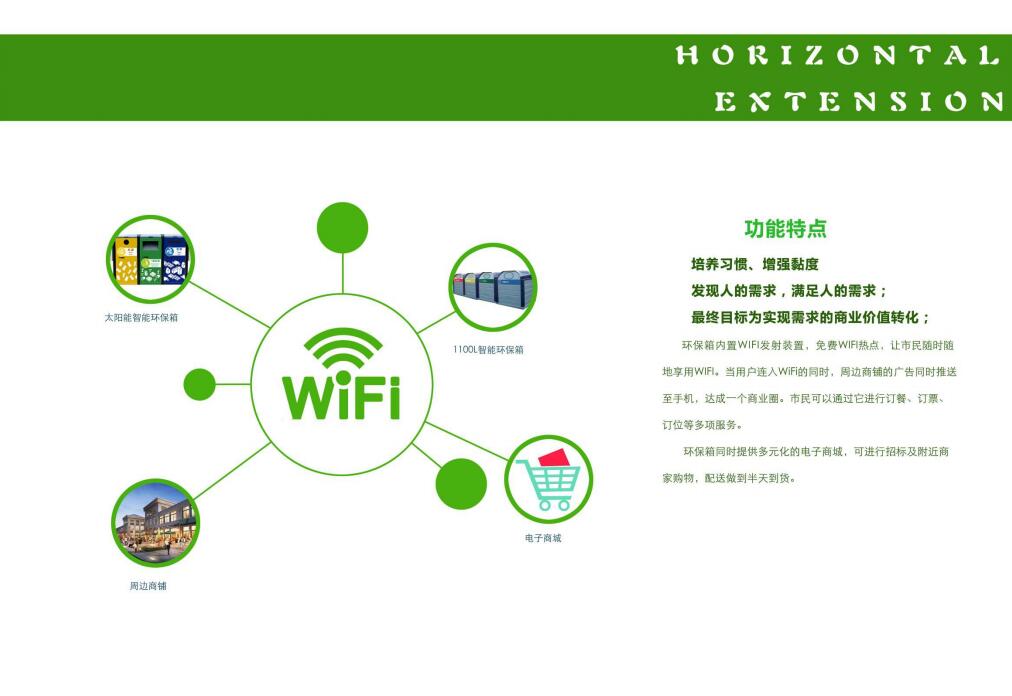 HORIZONTAL
EXTENSION
功能特点
培养习惯、增强黏度
发现人的需求，满足人的需求；
最终目标为实现需求的商业价值转化；
环保箱内置WIFI发射装置，免费WIFI热点，让市民随时随
地享用WIFI。当用户连入WiFi的同时，周边商铺的广告同时推送
至手机，达成一个商业圈。市民可以通过它进行订餐、订票、
订位等多项服务。
环保箱同时提供多元化的电子商城，可进行招标及附近商
家购物，配送做到半天到货。
太阳能智能环保箱
1100L智能环保箱
WiFi
电子商城
周边商铺